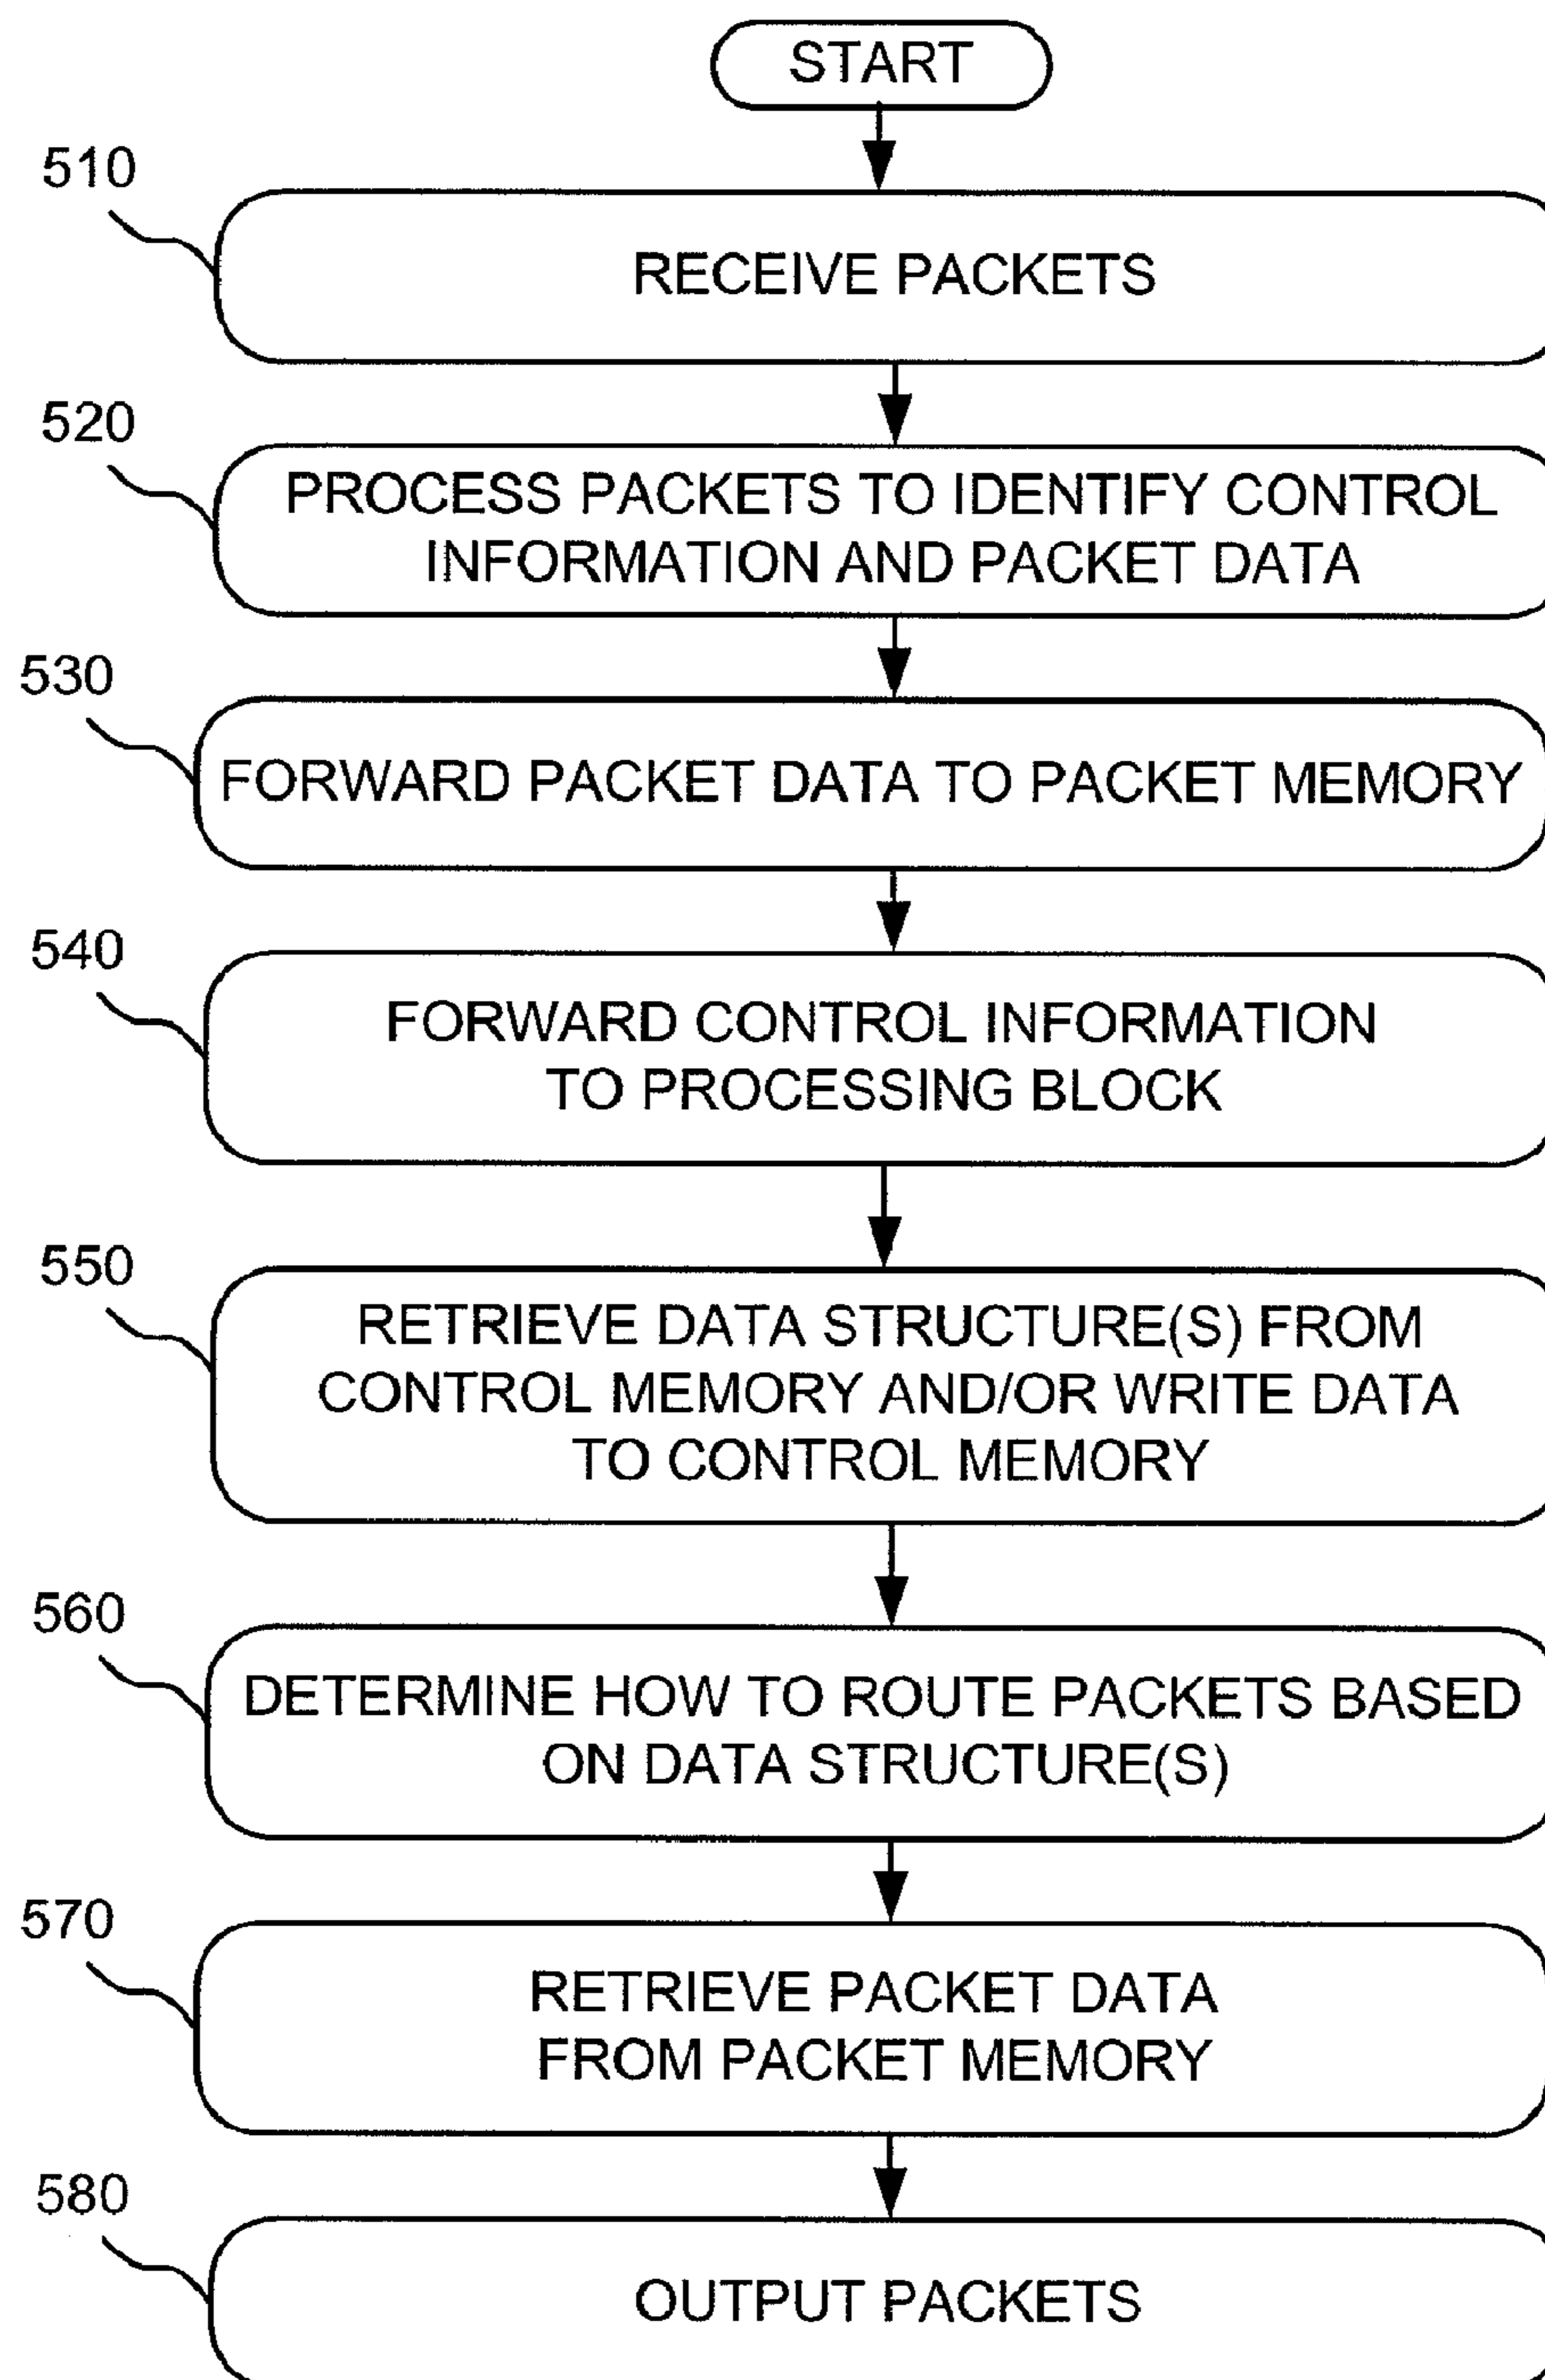 START
510
RECEIVE PACKETS
520
PROCESS PACKETS TO IDENTIFY CONTROL
INFORMATION AND PACKET DATA
530
FORWARD PACKET DATA TO PACKET MEMORY
540
FORWARD CONTROL INFORMATION
TO PROCESSING BLOCK
550
RETRIEVE DATA STRUCTURE(S) FROM
CONTROL MEMORY AND/OR WRITE DATA
TO CONTROL MEMORY
560
DETERMINE HOW TO ROUTE PACKETS BASED
ON DATA STRUCTURE(S)
570
RETRIEVE PACKET DATA
FROM PACKET MEMORY
580
OUTPUT PACKETS